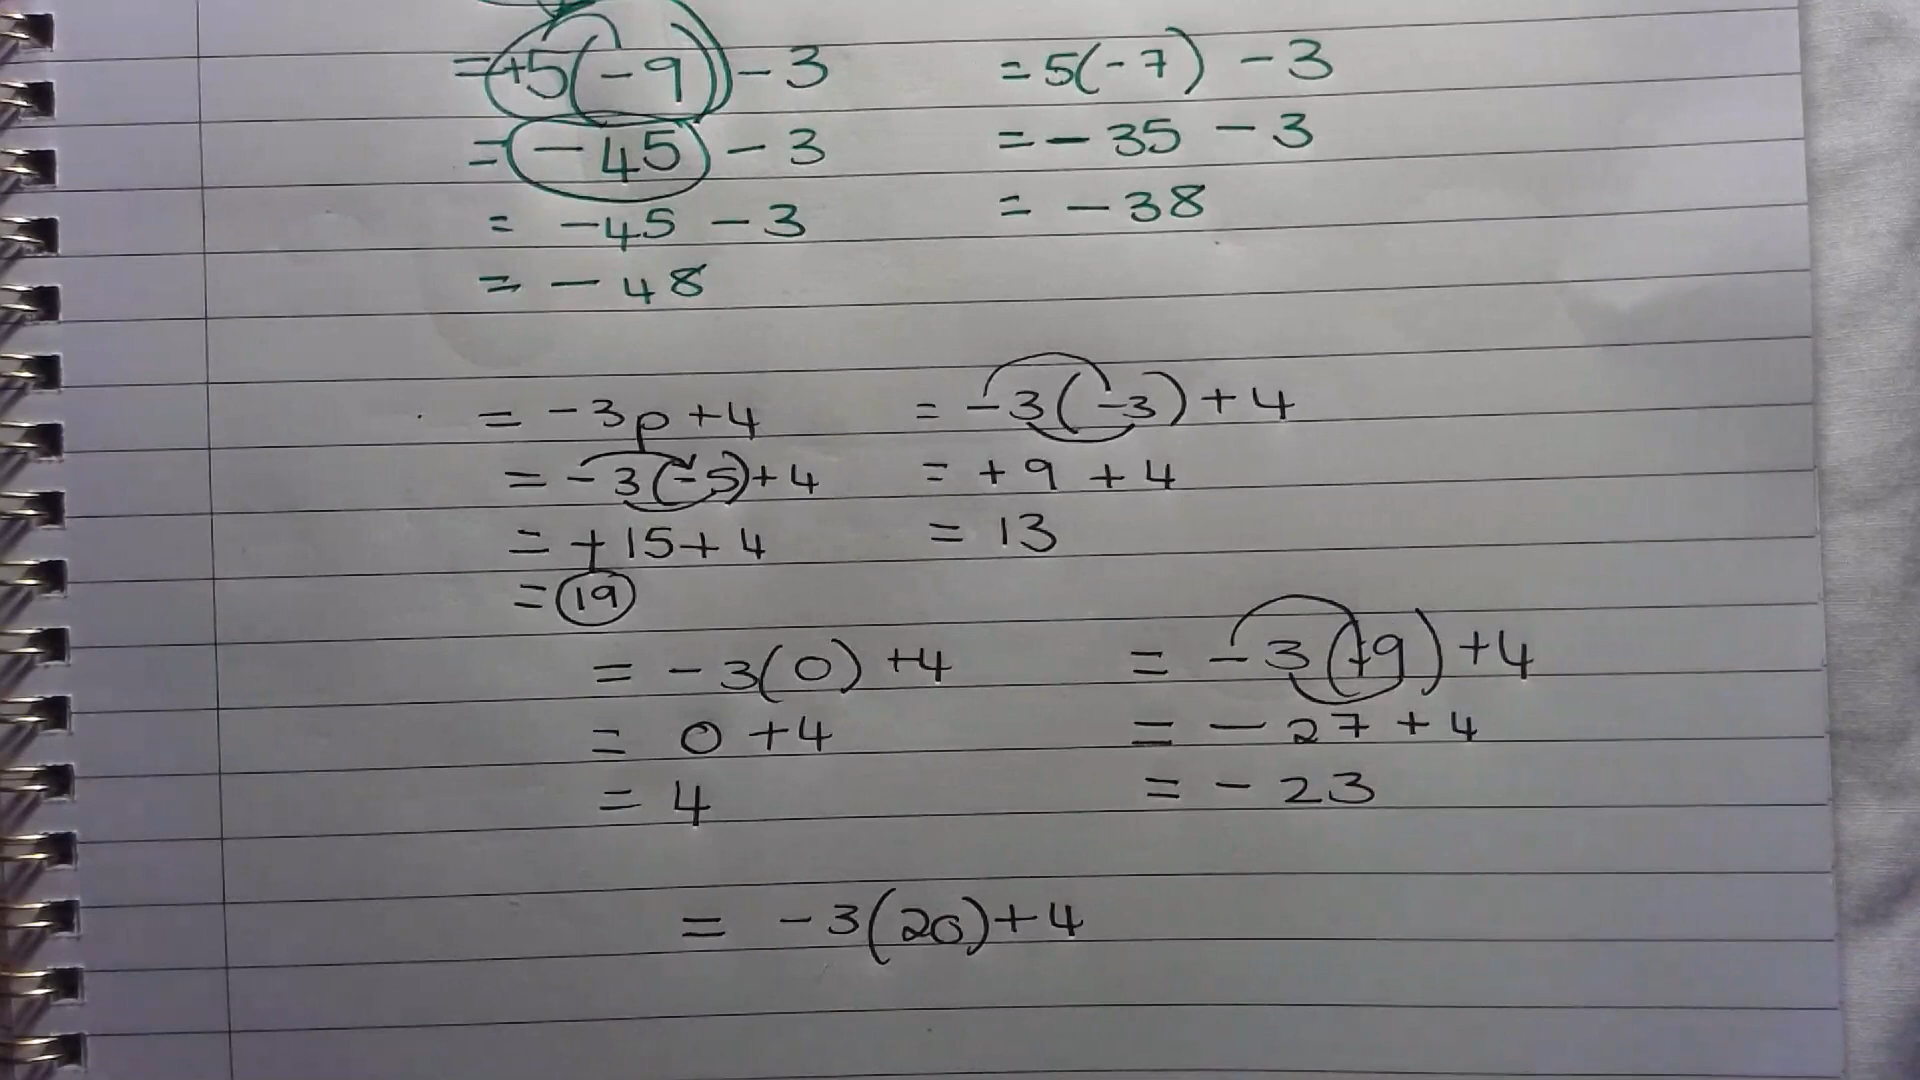 = +5(-9) - 3
= -45 - 3
= -45 - 3
= -48
= 5(-7) - 3
= -35 - 3
= -38
= -3p + 4
= -3(-5) + 4
= +15 + 4
= 19
= -3(-3) + 4
= +9 + 4
= 13
= -3(0) + 4
= 0 + 4
= 4
= -3(+9) + 4
= -27 + 4
= -23
= -3(20) + 4